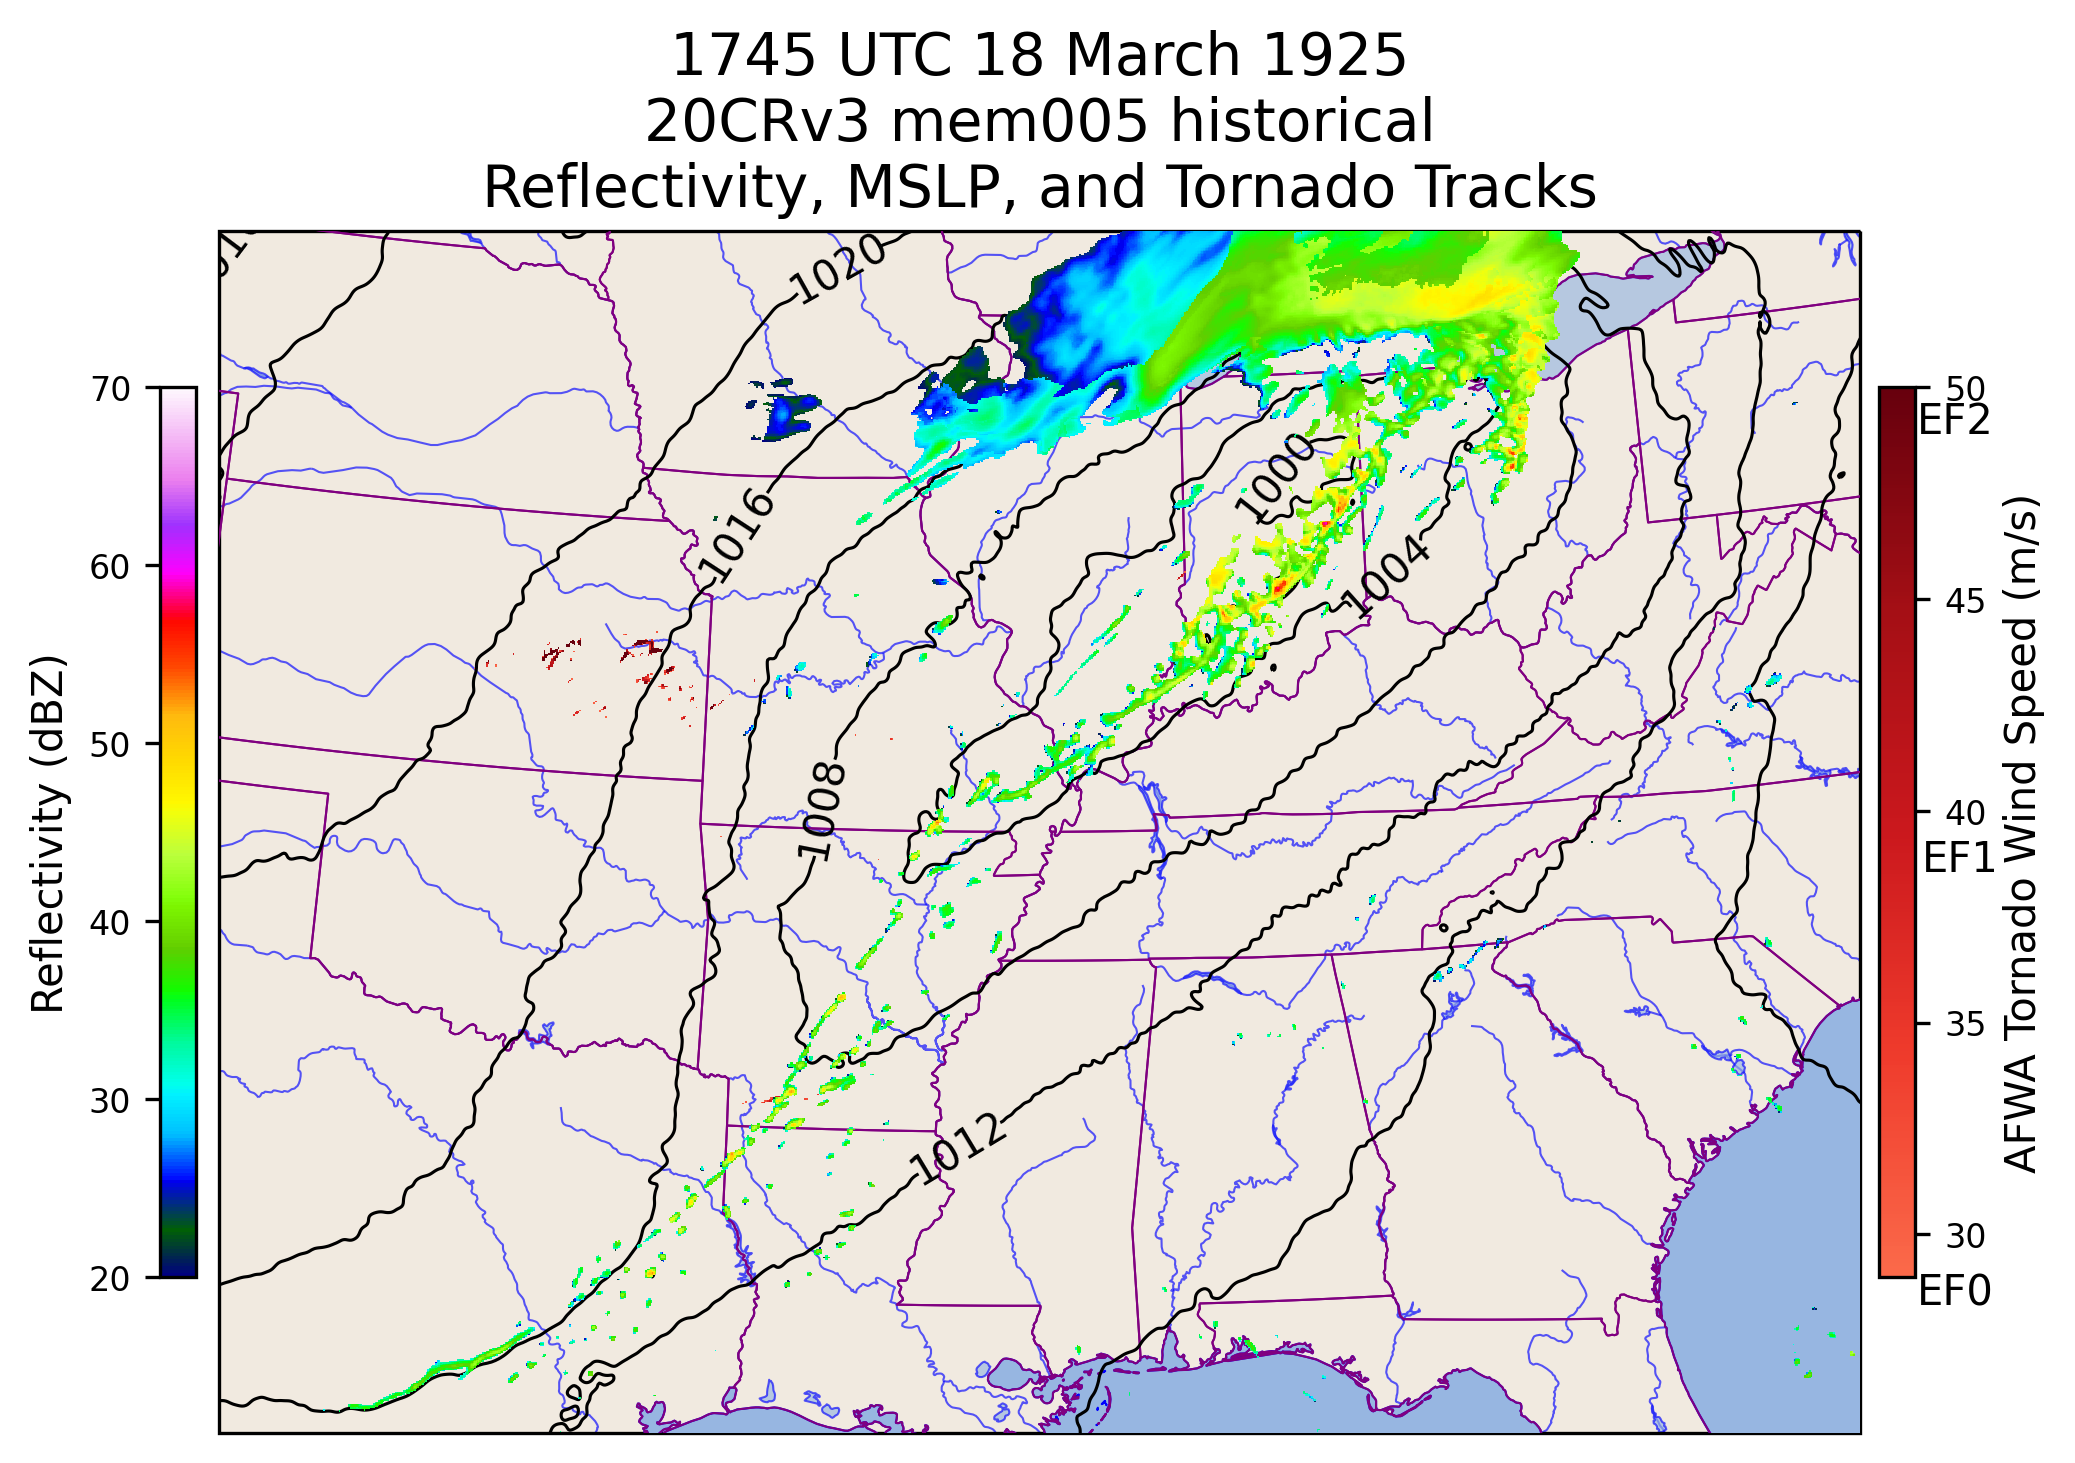 1745 UTC 18 March 1925
20CRv3 mem005 historical
Reflectivity, MSLP, and Tornado Tracks
1020
1016
1000
1004
1008
1012
70
60
50
40
30
20
Reflectivity (dBZ)
50
EF2
45
40
EF1
35
30
EF0
AFWA Tornado Wind Speed (m/s)